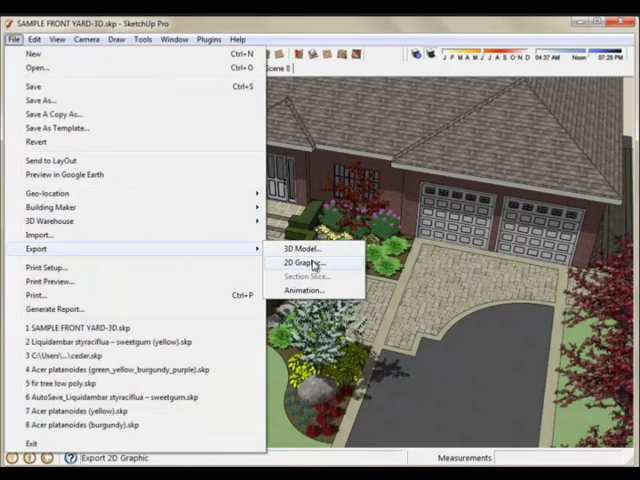 SAMPLE FRONT YARD-3D.skp - SketchUp Pro
File Edit View Camera Draw Tools Window Plugins Help
New Ctrl+N
Open... Ctrl+O
Scene 8
J F M A M J J A S O N D 04:37 AM Noon 07:28 PM
Save Ctrl+S
Save As...
Save A Copy As...
Save As Template...
Revert
Send to LayOut
Preview in Google Earth
Geo-location
Building Maker
3D Warehouse
Import...
Export
3D Model...
2D Graphic...
Section Slice...
Animation...
Print Setup...
Print Preview...
Print... Ctrl+P
Generate Report...
1 SAMPLE FRONT YARD-3D.skp
2 Liquidambar styraciflua – sweetgum (yellow).skp
3 C:\Users\...\cedar.skp
4 Acer platanoides (green_yellow_burgundy_purple).skp
5 fir tree low poly.skp
6 AutoSave_Liquidambar styraciflua – sweetgum.skp
7 Acer platanoides (yellow).skp
8 Acer platanoides (burgundy).skp
Exit
Export 2D Graphic
Measurements